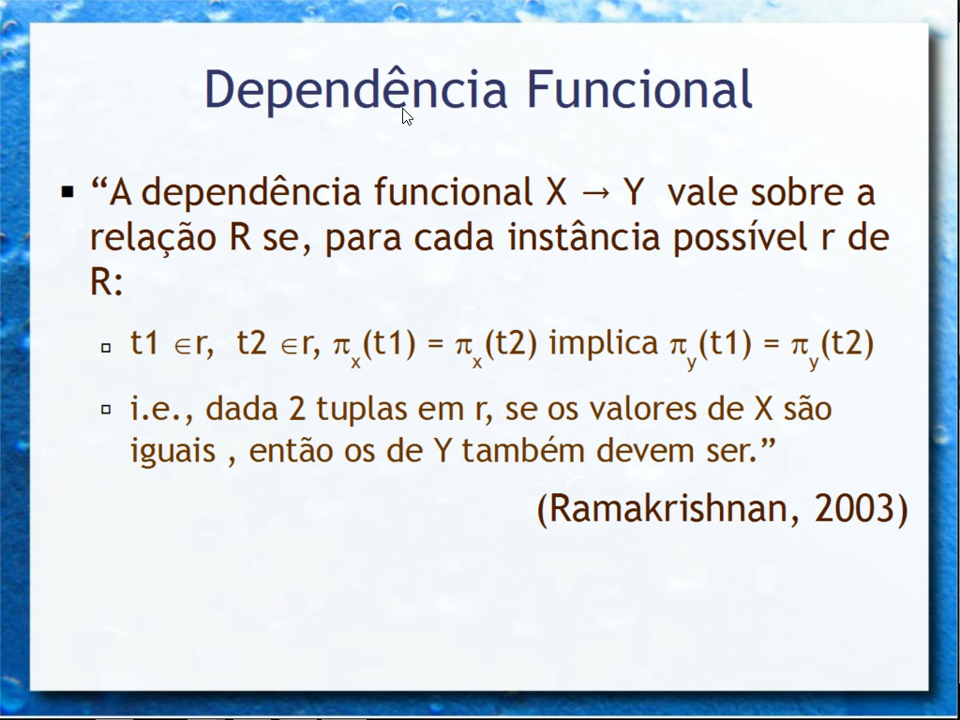 Dependência Funcional
“A dependência funcional X → Y vale sobre a
relação R se, para cada instância possível r de
R:
t1 ∈r, t2 ∈r, πx(t1) = πx(t2) implica πy(t1) = πy(t2)
i.e., dada 2 tuplas em r, se os valores de X são
iguais , então os de Y também devem ser.”
(Ramakrishnan, 2003)